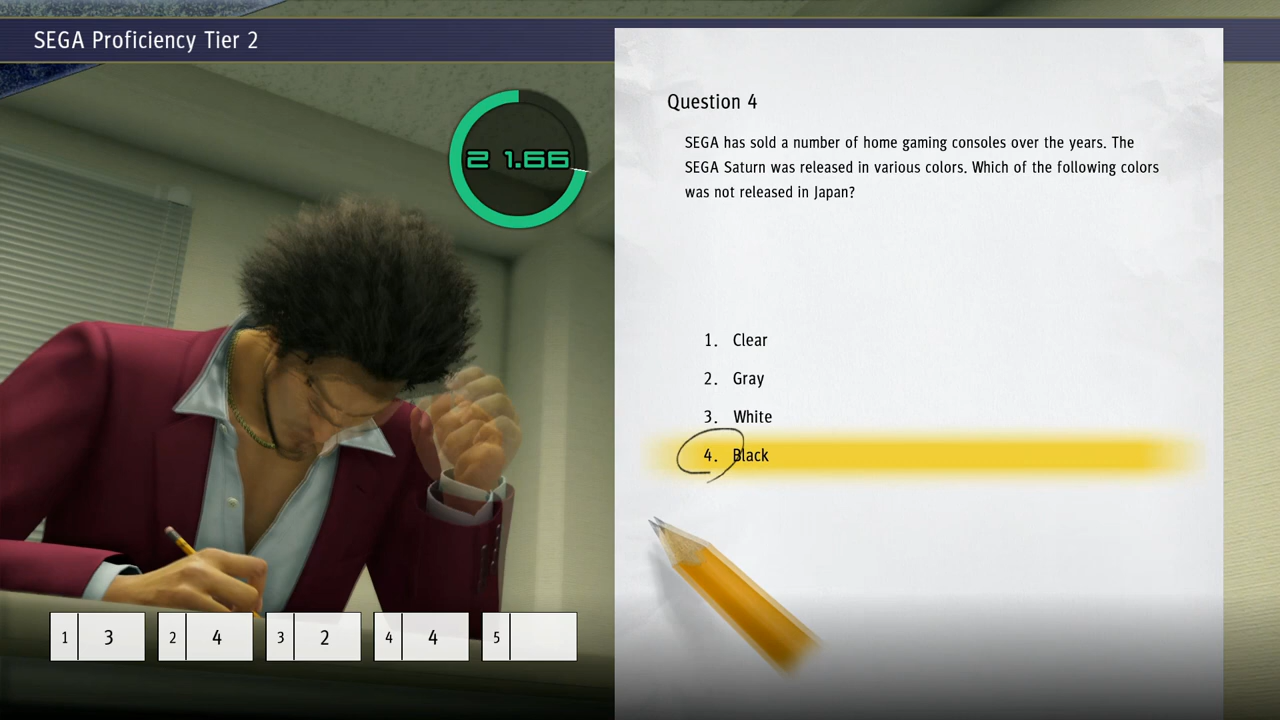 SEGA Proficiency Tier 2
2 1.66
Question 4
SEGA has sold a number of home gaming consoles over the years. The
SEGA Saturn was released in various colors. Which of the following colors
was not released in Japan?
1. Clear
2. Gray
3. White
4. Black
1 3 2 4 3 2 4 4 5